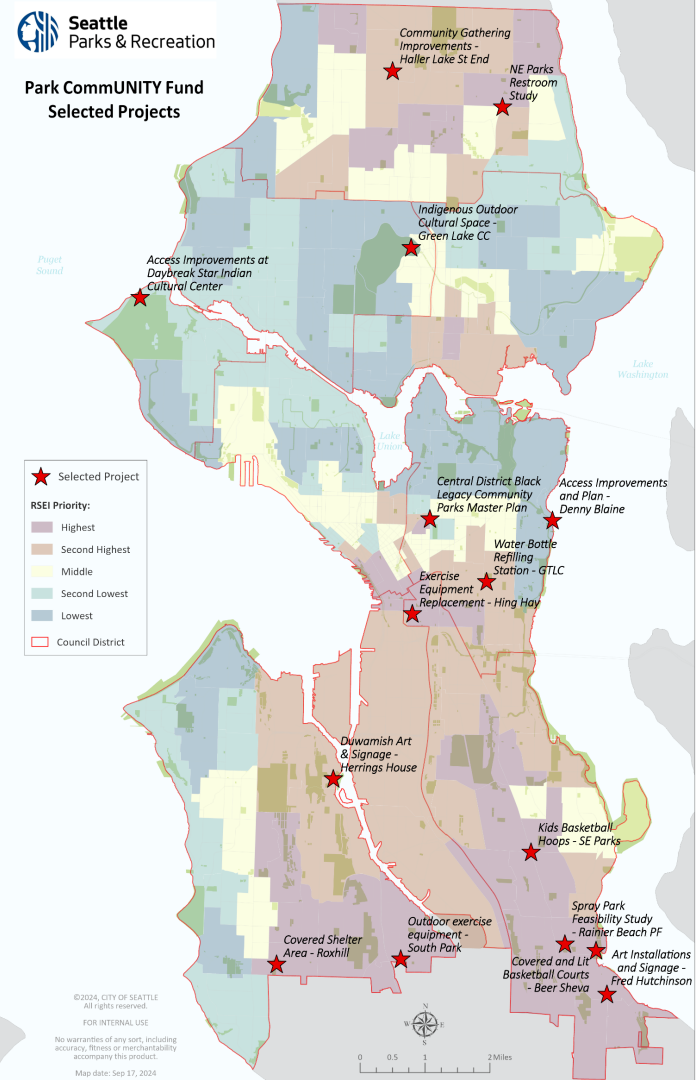 Seattle
Parks & Recreation
Park CommUNITY Fund
Selected Projects
Community Gathering
Improvements -
Haller Lake St End
NE Parks
Restroom
Study
Indigenous Outdoor
Cultural Space -
Green Lake CC
Puget
Sound
Access Improvements at
Daybreak Star Indian
Cultural Center
Lake
Washington
Lake
Union
Selected Project
RSEI Priority:
Highest
Second Highest
Middle
Second Lowest
Lowest
Council District
Central District Black
Legacy Community
Parks Master Plan
Access Improvements
and Plan -
Denny Blaine
Water Bottle
Refilling
Station - GTLC
Exercise
Equipment
Replacement - Hing Hay
Duwamish Art
& Signage -
Herrings House
Kids Basketball
Hoops - SE Parks
Spray Park
Feasibility Study
- Rainier Beach PF
Outdoor exercise
equipment -
South Park
Covered Shelter
Area - Roxhill
Covered and Lit
Basketball Courts
- Beer Sheva
Art Installations
and Signage -
Fred Hutchinson
©2024, CITY OF SEATTLE
All rights reserved.
FOR INTERNAL USE
No warranties of any sort, including
accuracy, fitness or merchantability
accompany this product.
Map date: Sep 17, 2024
N
W
E
S
0 0.5 1 2 Miles